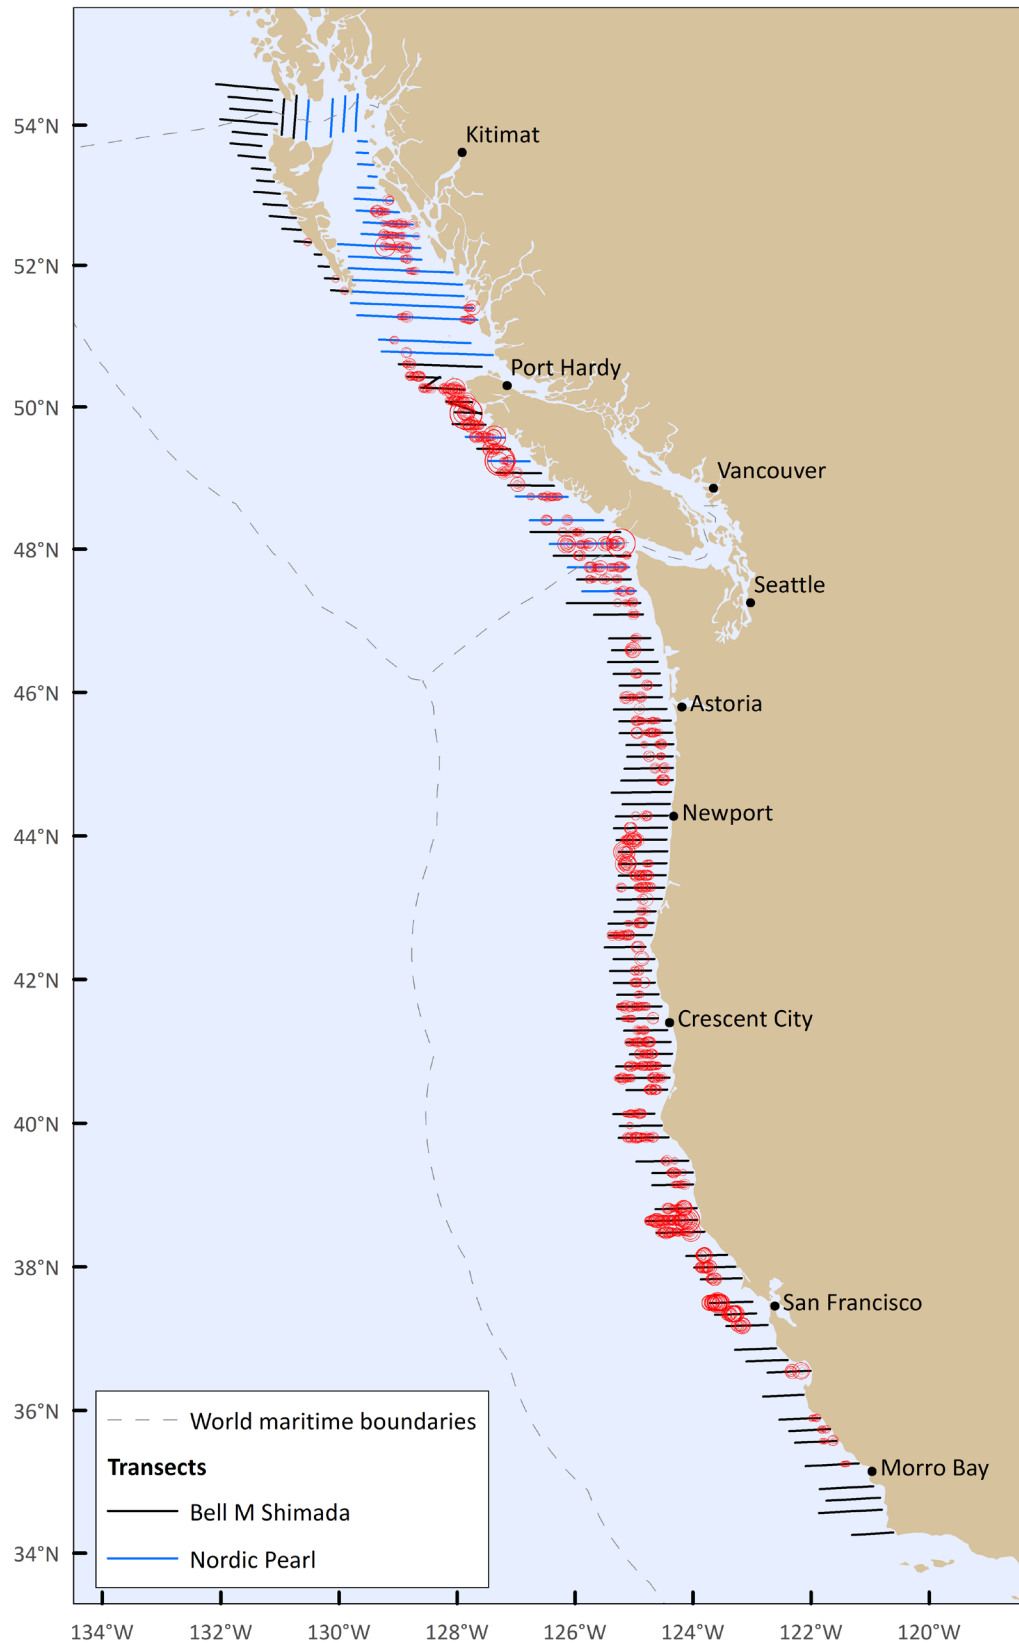 54°N
Kitimat
52°N
Port Hardy
50°N
Vancouver
48°N
Seattle
46°N
Astoria
Newport
44°N
42°N
Crescent City
40°N
38°N
San Francisco
36°N
World maritime boundaries
Transects
Morro Bay
Bell M Shimada
Nordic Pearl
34°N
134°W 132°W 130°W 128°W 126°W 124°W 122°W 120°W